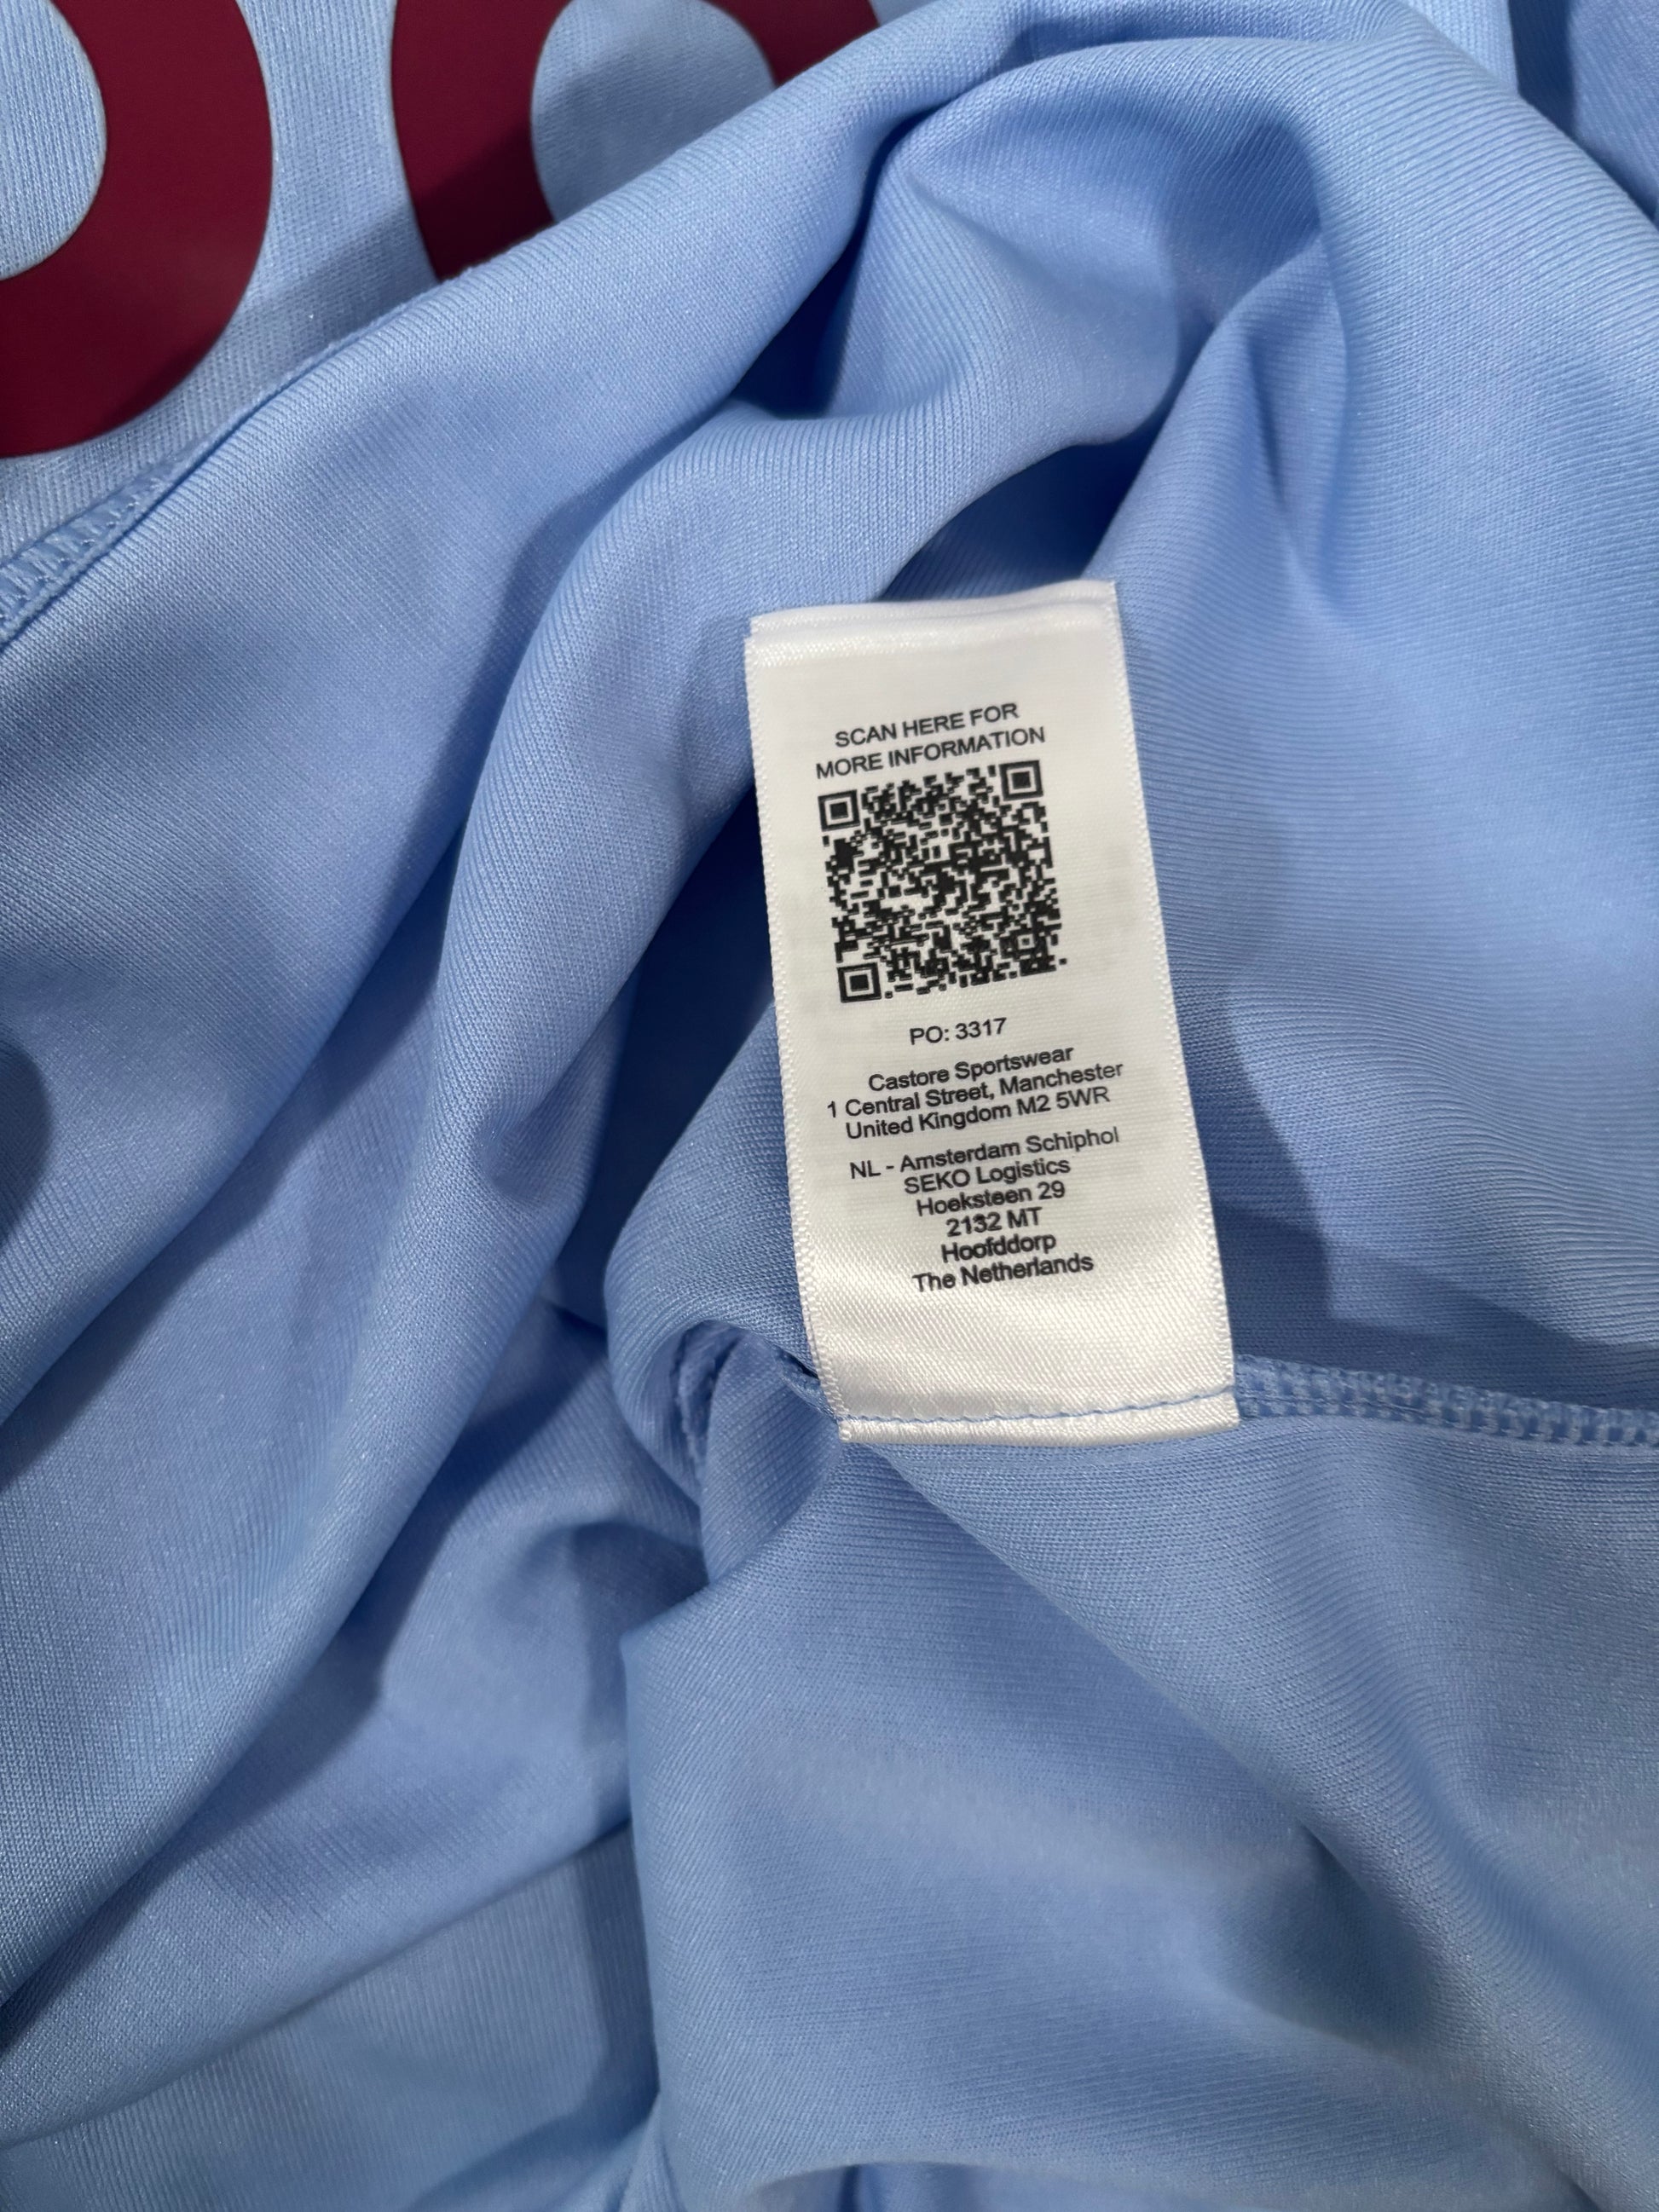 SCAN HERE FOR
MORE INFORMATION
PO: 3317
Castore Sportswear
1 Central Street, Manchester
United Kingdom M2 5WR
NL - Amsterdam Schiphol
SEKO Logistics
Hoeksteen 29
2132 MT
Hoofddorp
The Netherlands